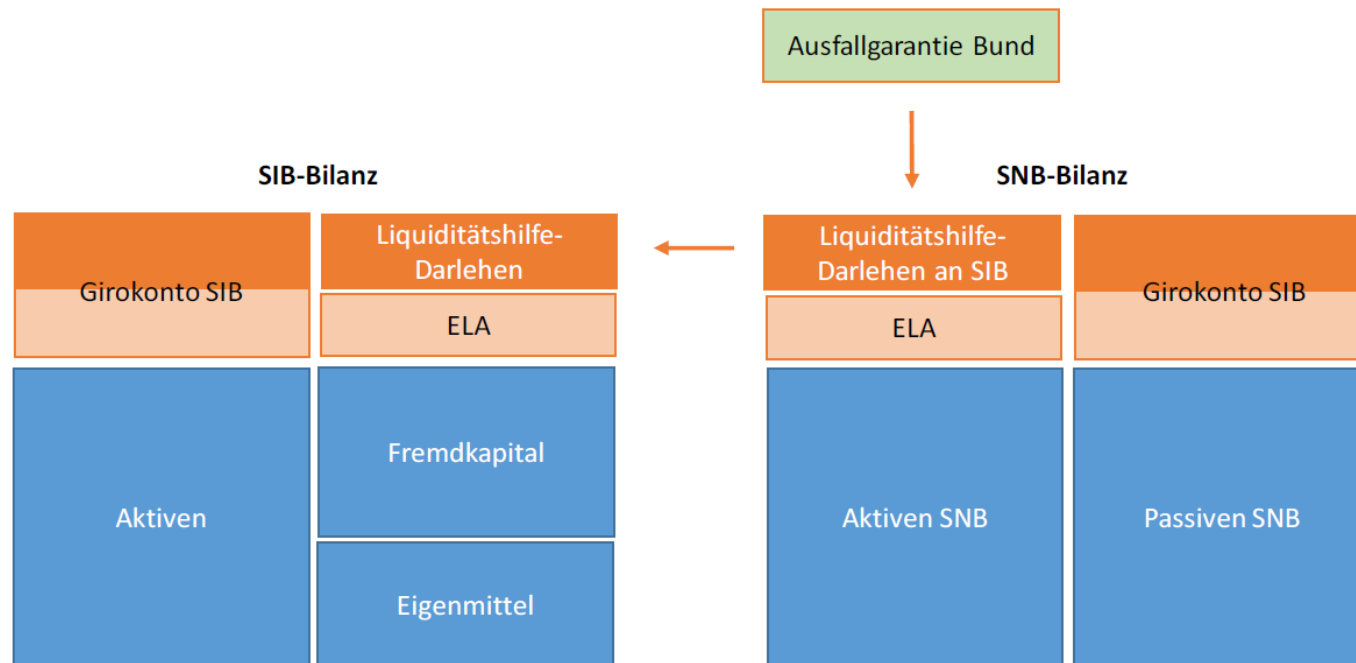 Ausfallgarantie Bund
SIB-Bilanz
SNB-Bilanz
Girokonto SIB
Liquiditätshilfe-
Darlehen
ELA
Aktiven
Fremdkapital
Eigenmittel
Liquiditätshilfe-
Darlehen an SIB
ELA
Girokonto SIB
Aktiven SNB
Passiven SNB